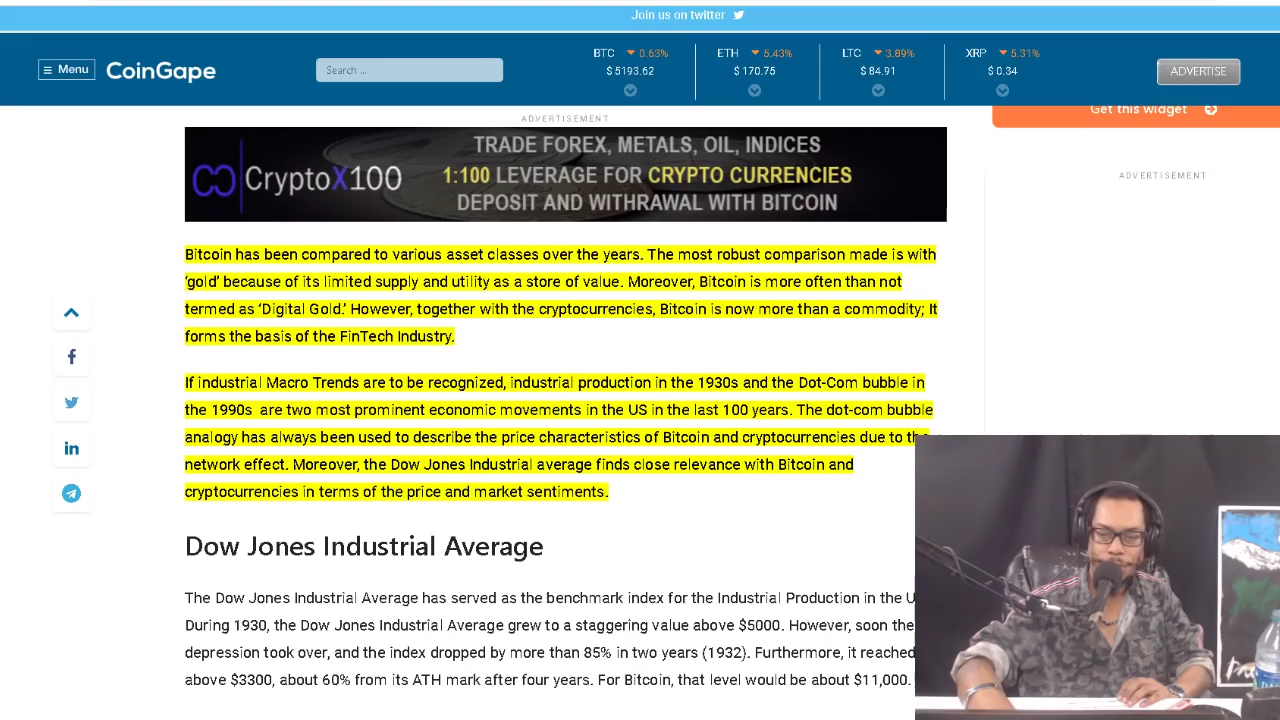 Join us on twitter
Menu
CoinGape
Search ...
BTC 0.63%
$ 5193.62
ETH 5.43%
$ 170.75
LTC 3.89%
$ 84.91
XRP 5.31%
$ 0.34
ADVERTISE
Get this widget
ADVERTISEMENT
ADVERTISEMENT
CryptoX100
TRADE FOREX, METALS, OIL, INDICES
1:100 LEVERAGE FOR CRYPTO CURRENCIES
DEPOSIT AND WITHRAWAL WITH BITCOIN
Bitcoin has been compared to various asset classes over the years. The most robust comparison made is with
‘gold’ because of its limited supply and utility as a store of value. Moreover, Bitcoin is more often than not
termed as ‘Digital Gold.’ However, together with the cryptocurrencies, Bitcoin is now more than a commodity; It
forms the basis of the FinTech Industry.
If industrial Macro Trends are to be recognized, industrial production in the 1930s and the Dot-Com bubble in
the 1990s are two most prominent economic movements in the US in the last 100 years. The dot-com bubble
analogy has always been used to describe the price characteristics of Bitcoin and cryptocurrencies due to the
network effect. Moreover, the Dow Jones Industrial average finds close relevance with Bitcoin and
cryptocurrencies in terms of the price and market sentiments.
Dow Jones Industrial Average
The Dow Jones Industrial Average has served as the benchmark index for the Industrial Production in the U
During 1930, the Dow Jones Industrial Average grew to a staggering value above $5000. However, soon the
depression took over, and the index dropped by more than 85% in two years (1932). Furthermore, it reached
above $3300, about 60% from its ATH mark after four years. For Bitcoin, that level would be about $11,000.